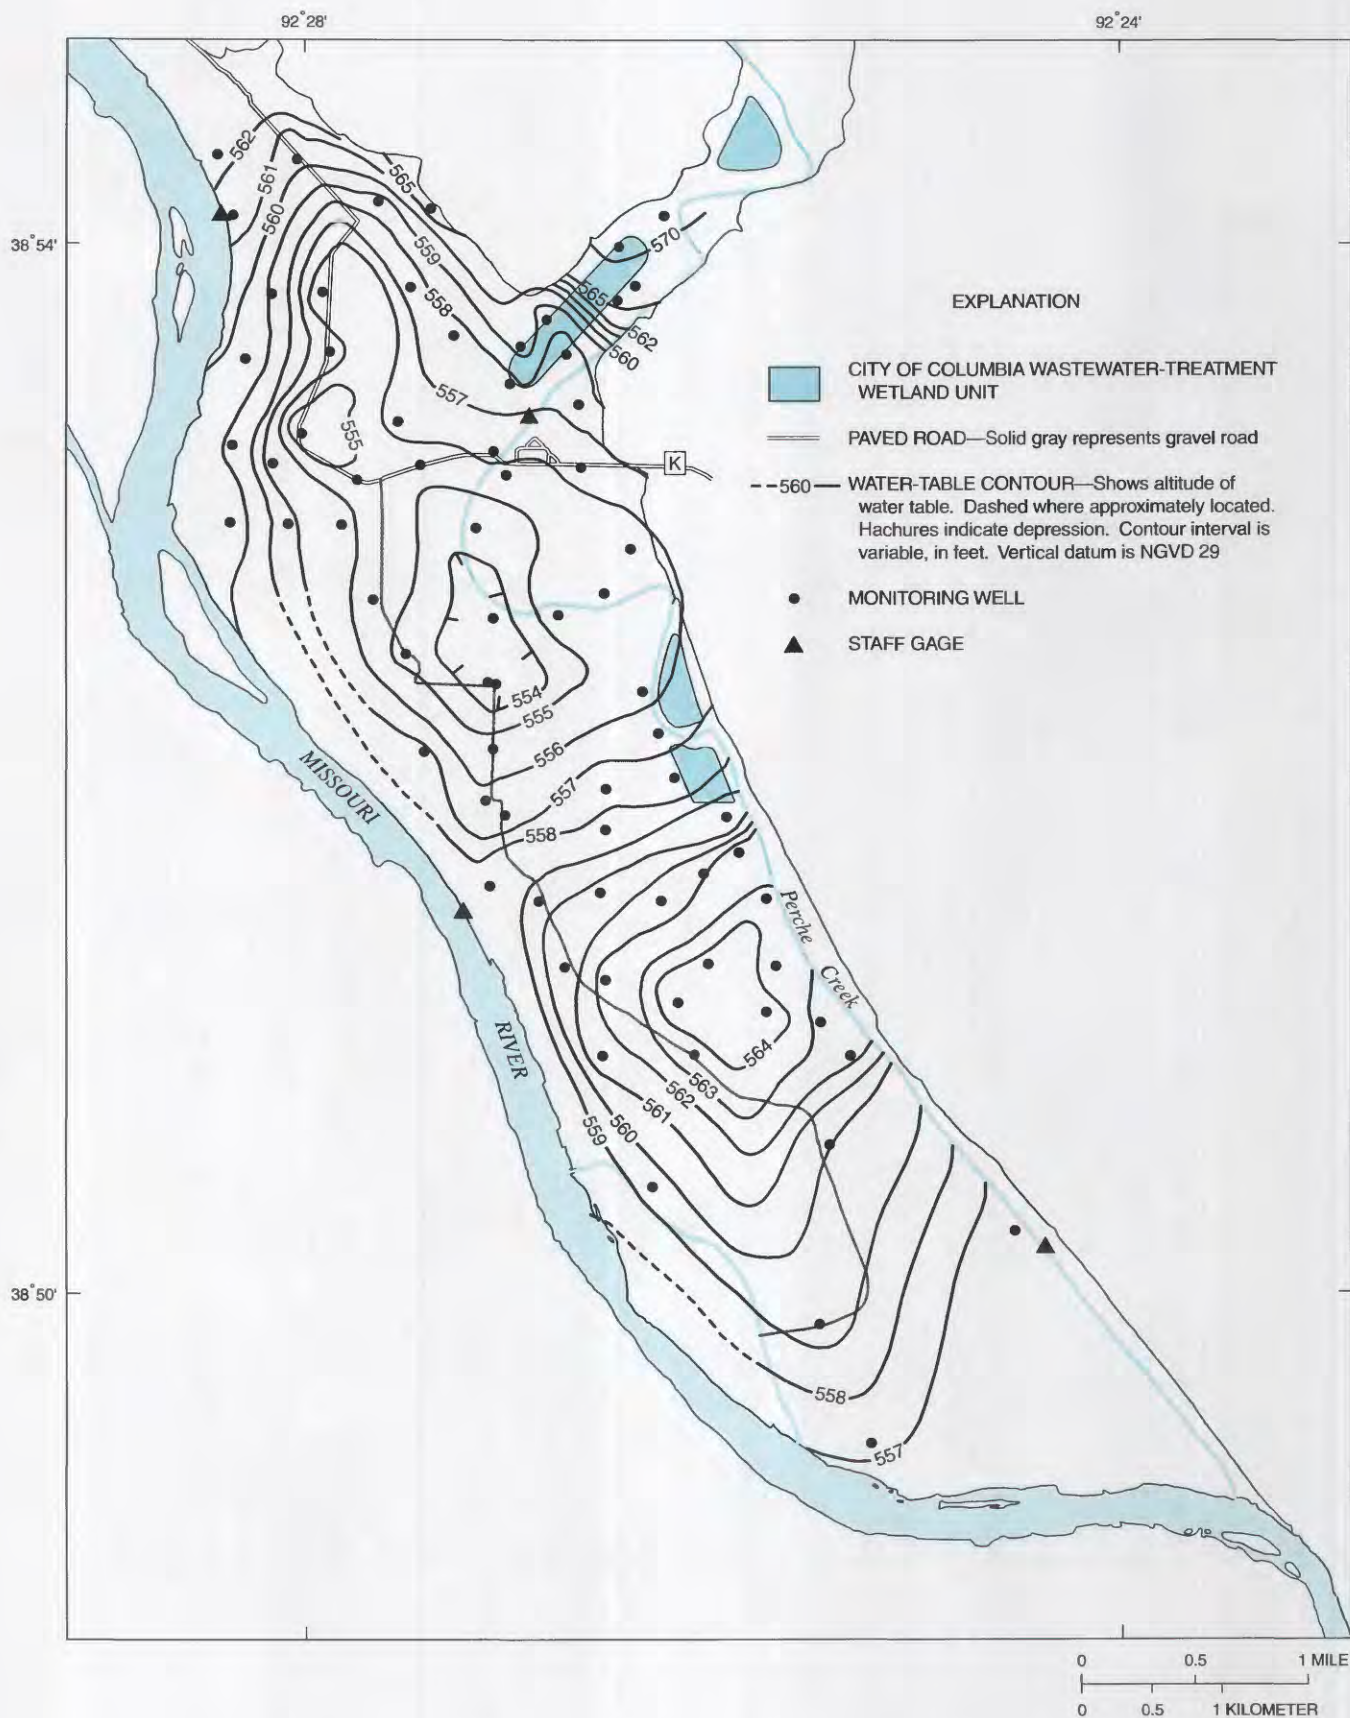 92°28'
92°24'
38°54'
38°50'
562
561
560
565
559
558
557
555
570
565
562
560
K
554
555
556
557
558
564
563
562
561
560
559
558
557
MISSOURI
RIVER
Perche
Creek
EXPLANATION
CITY OF COLUMBIA WASTEWATER-TREATMENT
WETLAND UNIT
PAVED ROAD—Solid gray represents gravel road
560
WATER-TABLE CONTOUR—Shows altitude of
water table. Dashed where approximately located.
Hachures indicate depression. Contour interval is
variable, in feet. Vertical datum is NGVD 29
MONITORING WELL
STAFF GAGE
0 0.5 1 MILE
0 0.5 1 KILOMETER